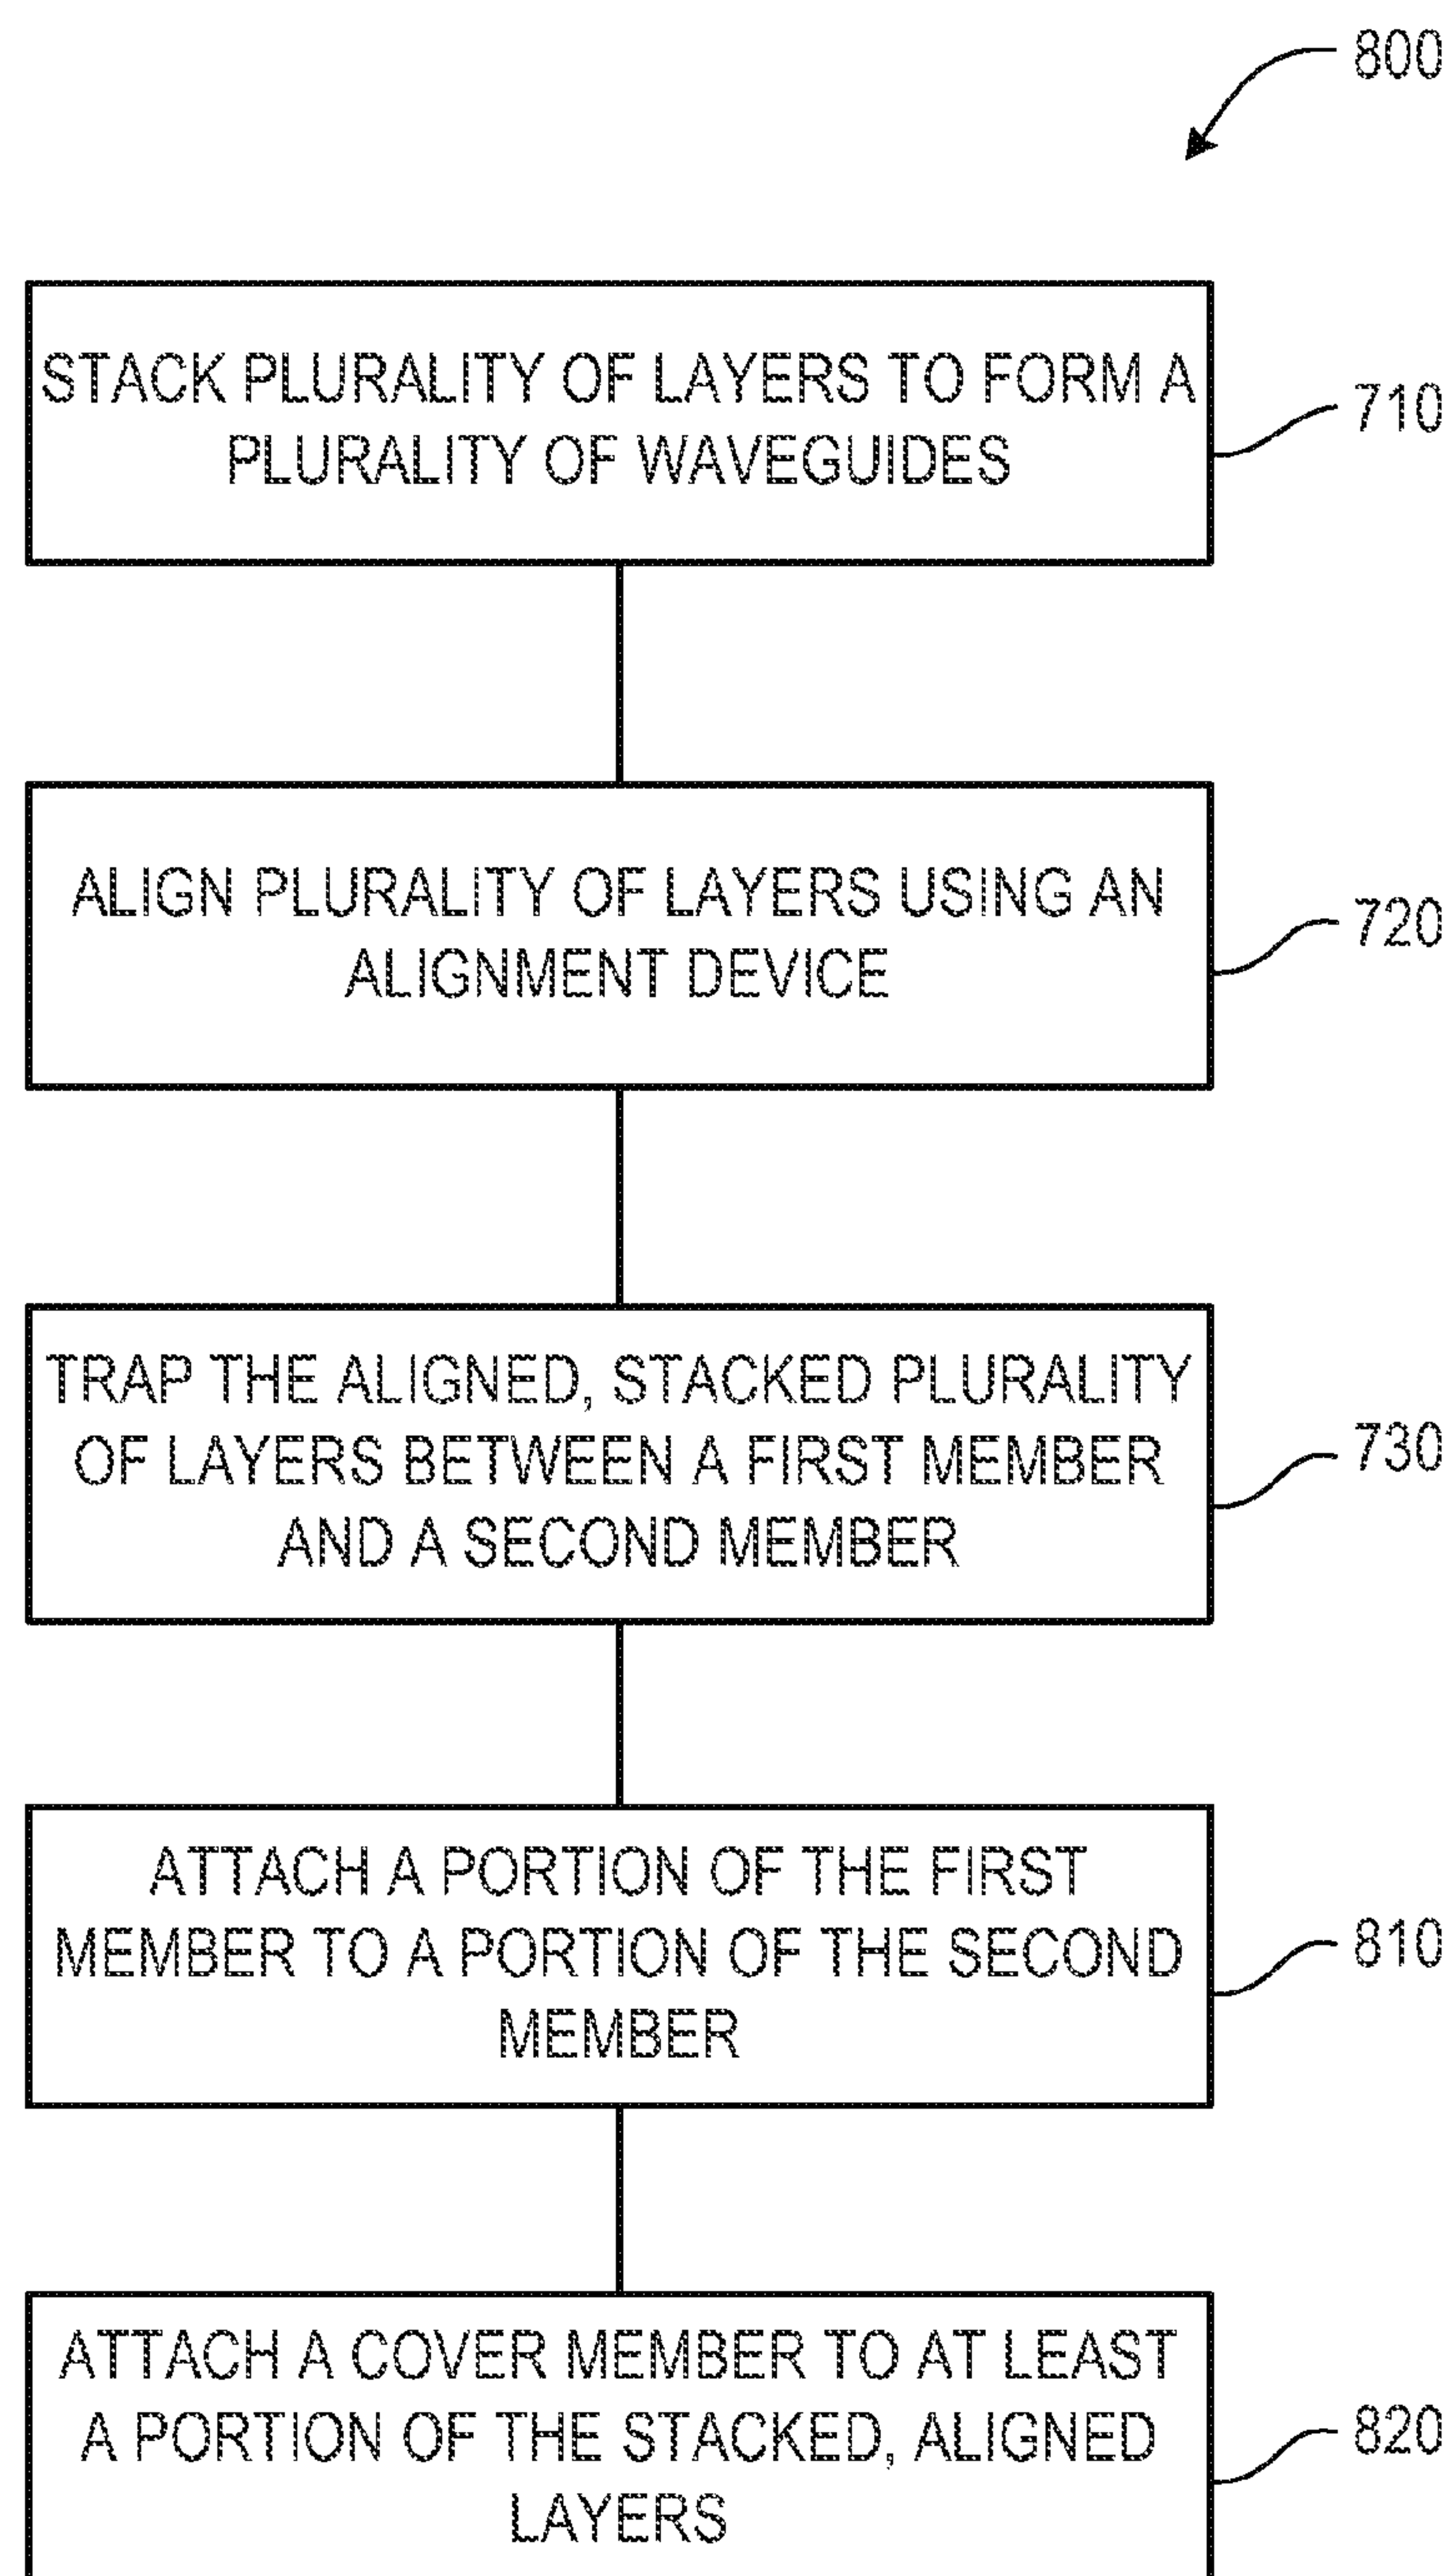 800
STACK PLURALITY OF LAYERS TO FORM A
PLURALITY OF WAVEGUIDES
710
ALIGN PLURALITY OF LAYERS USING AN
ALIGNMENT DEVICE
720
TRAP THE ALIGNED, STACKED PLURALITY
OF LAYERS BETWEEN A FIRST MEMBER
AND A SECOND MEMBER
730
ATTACH A PORTION OF THE FIRST
MEMBER TO A PORTION OF THE SECOND
MEMBER
810
ATTACH A COVER MEMBER TO AT LEAST
A PORTION OF THE STACKED, ALIGNED
LAYERS
820